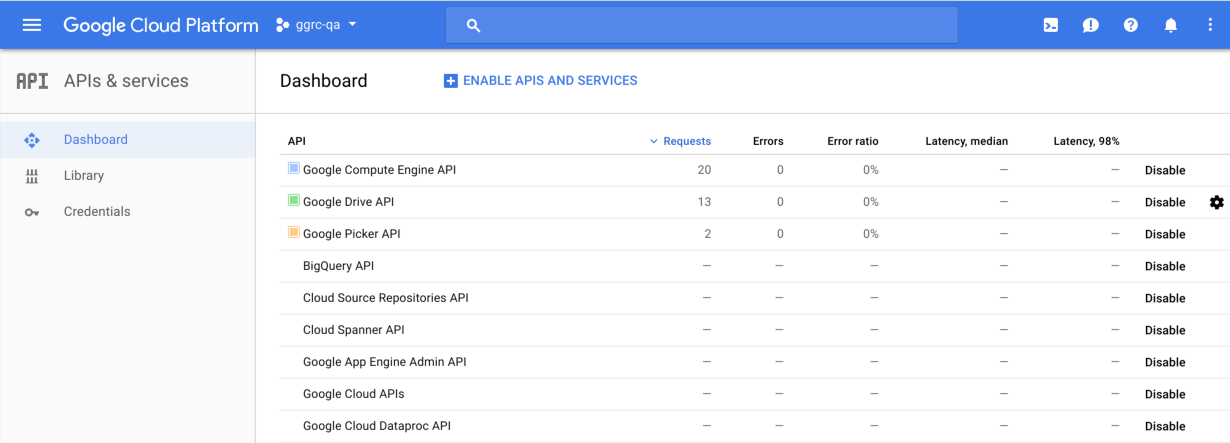 Google Cloud Platform ggrc-qa
API APIs & services Dashboard ENABLE APIS AND SERVICES
Dashboard
Library
Credentials
API Requests Errors Error ratio Latency, median Latency, 98%
Google Compute Engine API 20 0 0% — — Disable
Google Drive API 13 0 0% — — Disable
Google Picker API 2 0 0% — — Disable
BigQuery API — — — — — Disable
Cloud Source Repositories API — — — — — Disable
Cloud Spanner API — — — — — Disable
Google App Engine Admin API — — — — — Disable
Google Cloud APIs — — — — — Disable
Google Cloud Dataproc API — — — — — Disable